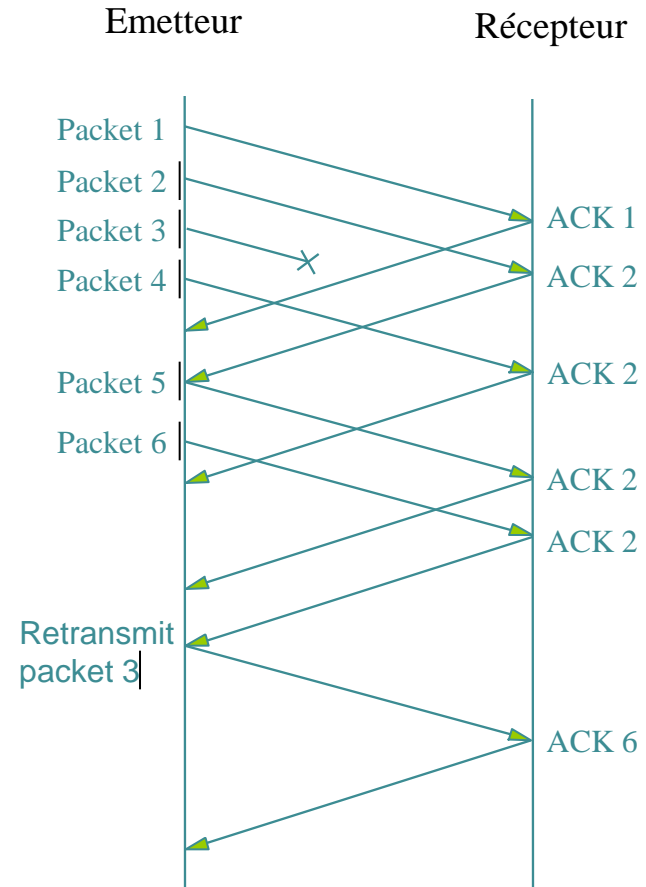 Emetteur
Récepteur
Packet 1
Packet 2
Packet 3
Packet 4
Packet 5
Packet 6
Retransmit
packet 3
ACK 1
ACK 2
ACK 2
ACK 2
ACK 2
ACK 6